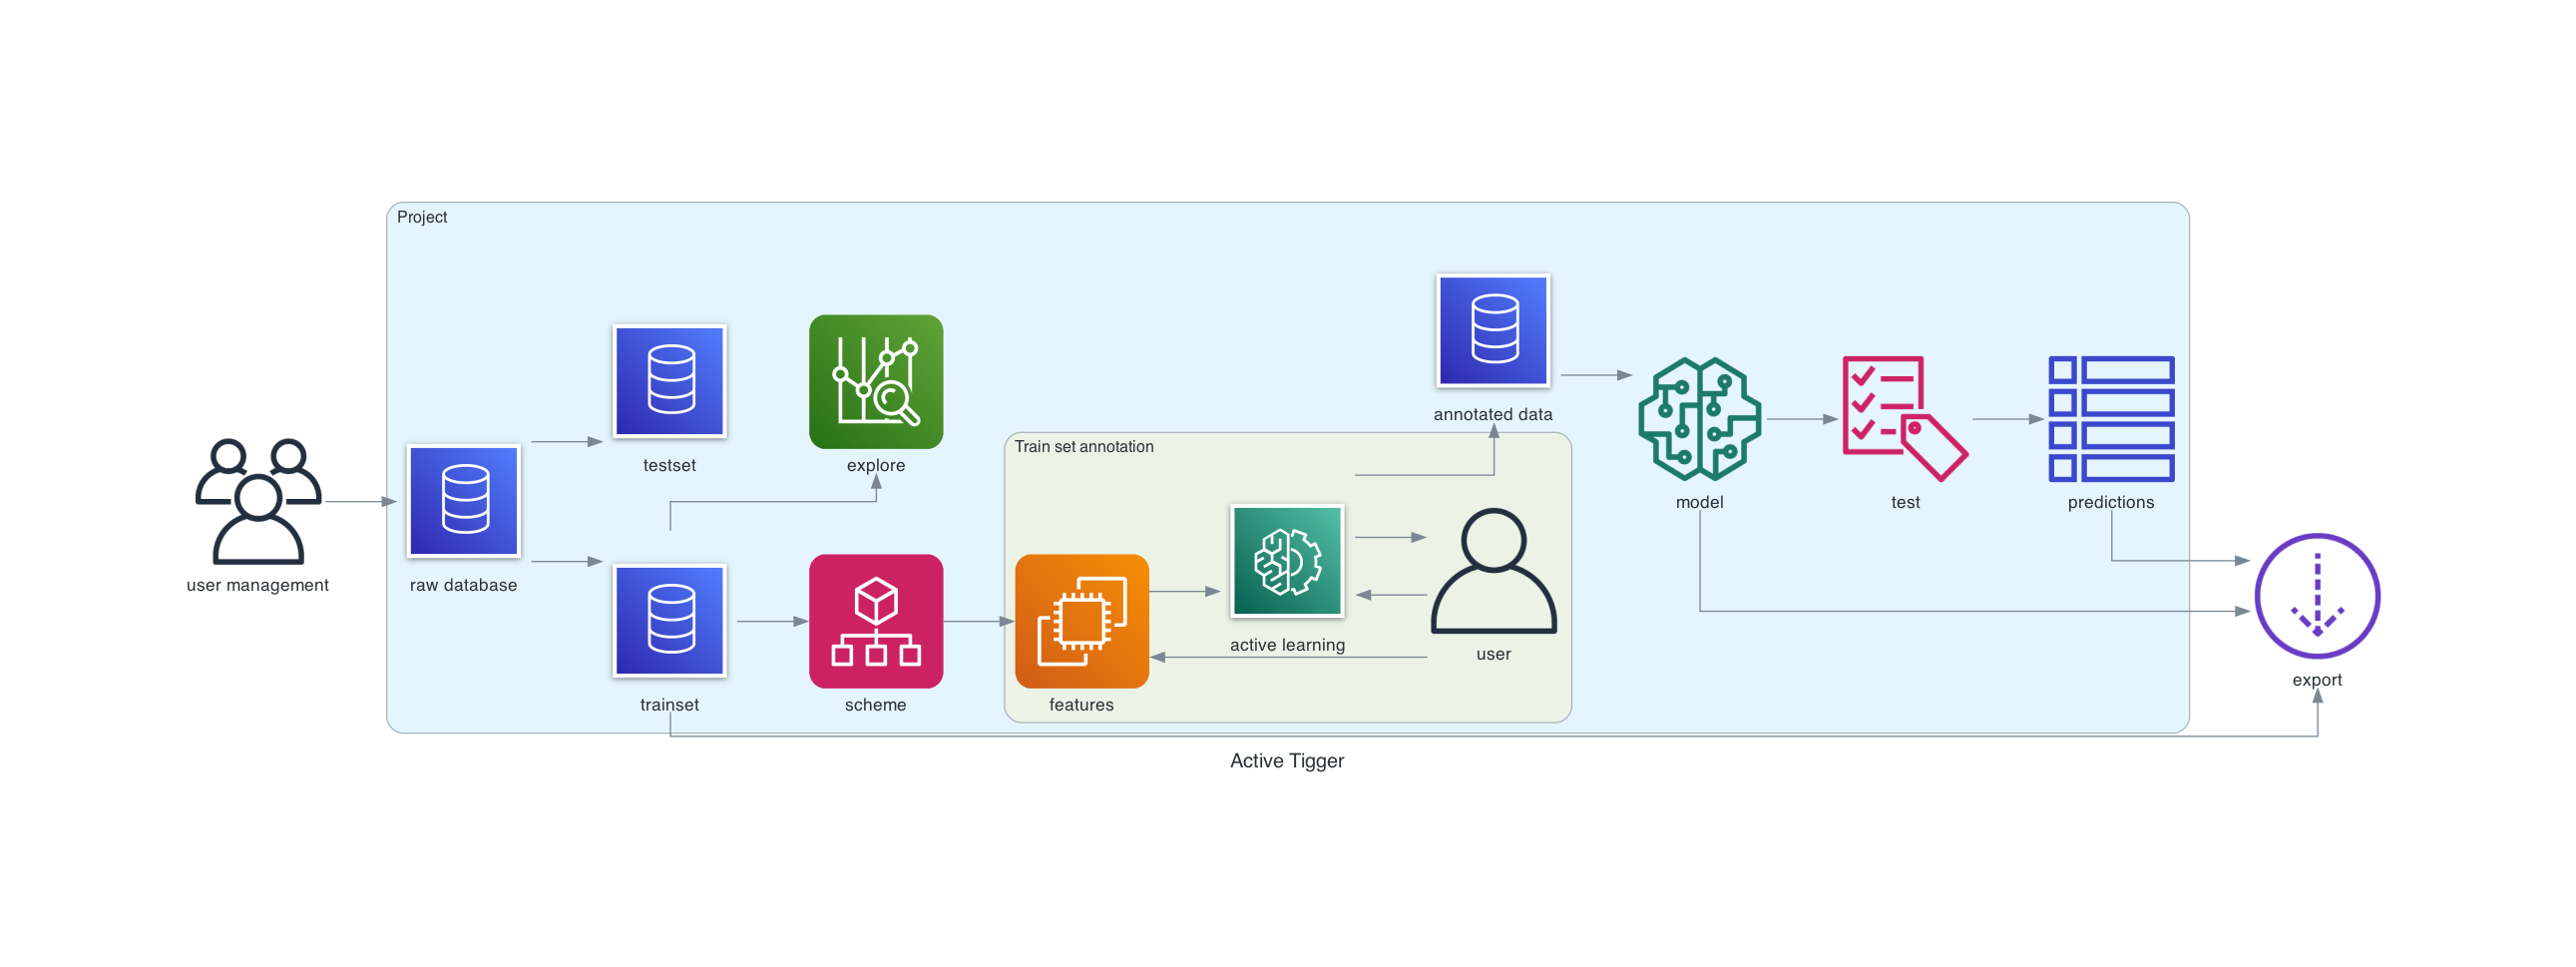 Project
testset
explore
annotated data
Train set annotation
user management
raw database
model
test
predictions
active learning
user
trainset
scheme
features
export
Active Tigger